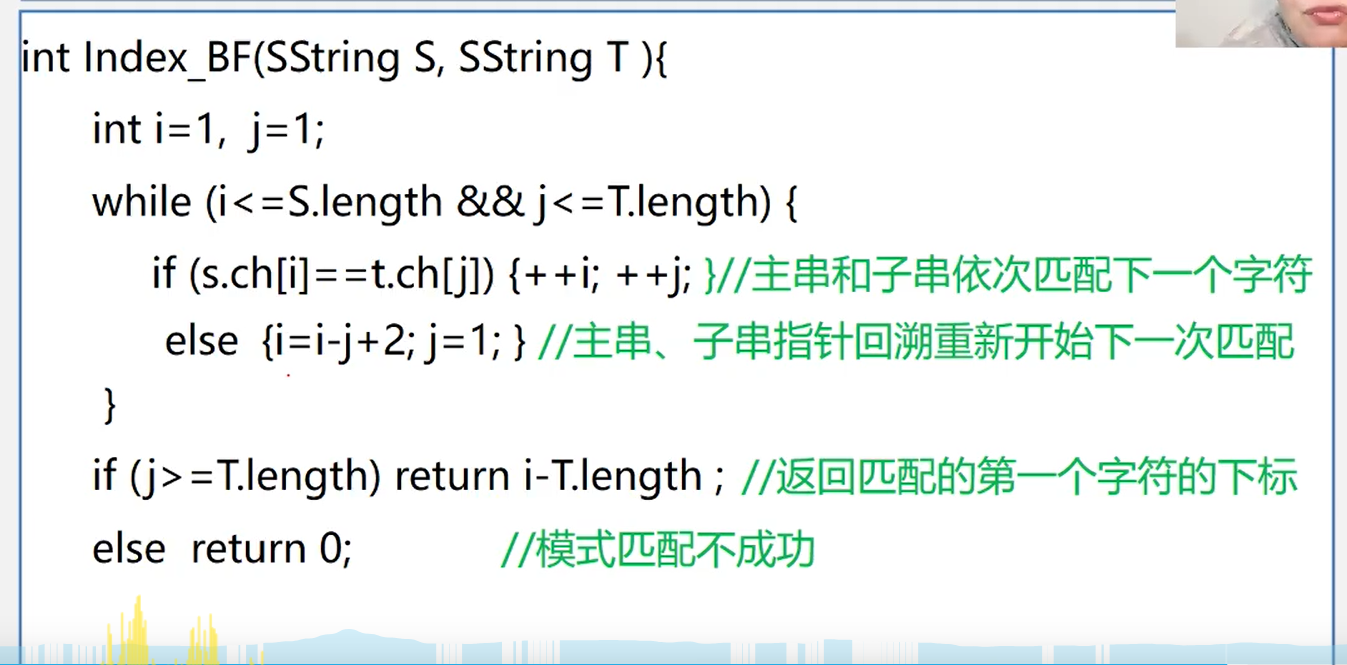 int Index_BF(SString S, SString T ){
int i=1, j=1;
while (i<=S.length && j<=T.length) {
if (s.ch[i]==t.ch[j]) {++i; ++j; }//主串和子串依次匹配下一个字符
else {i=i-j+2; j=1; } //主串、子串指针回溯重新开始下一次匹配
}
if (j>=T.length) return i-T.length ; //返回匹配的第一个字符的下标
else return 0; //模式匹配不成功